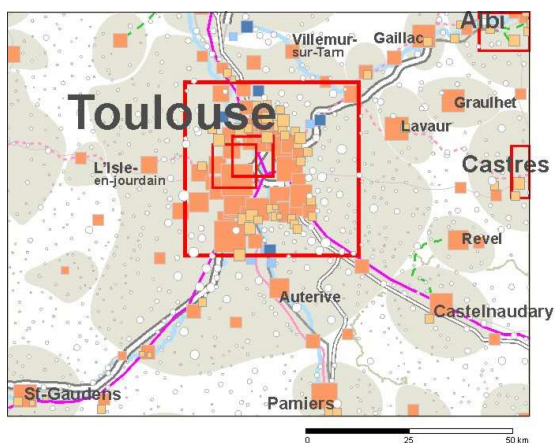 Albi
Villemur-
sur-Tarn
Gaillac
Toulouse
Graulhet
Lavaur
L'Isle-
en-jourdain
Castres
Revel
Auterive
Castelnaudary
St-Gaudens
Pamiers
0 25 50 km